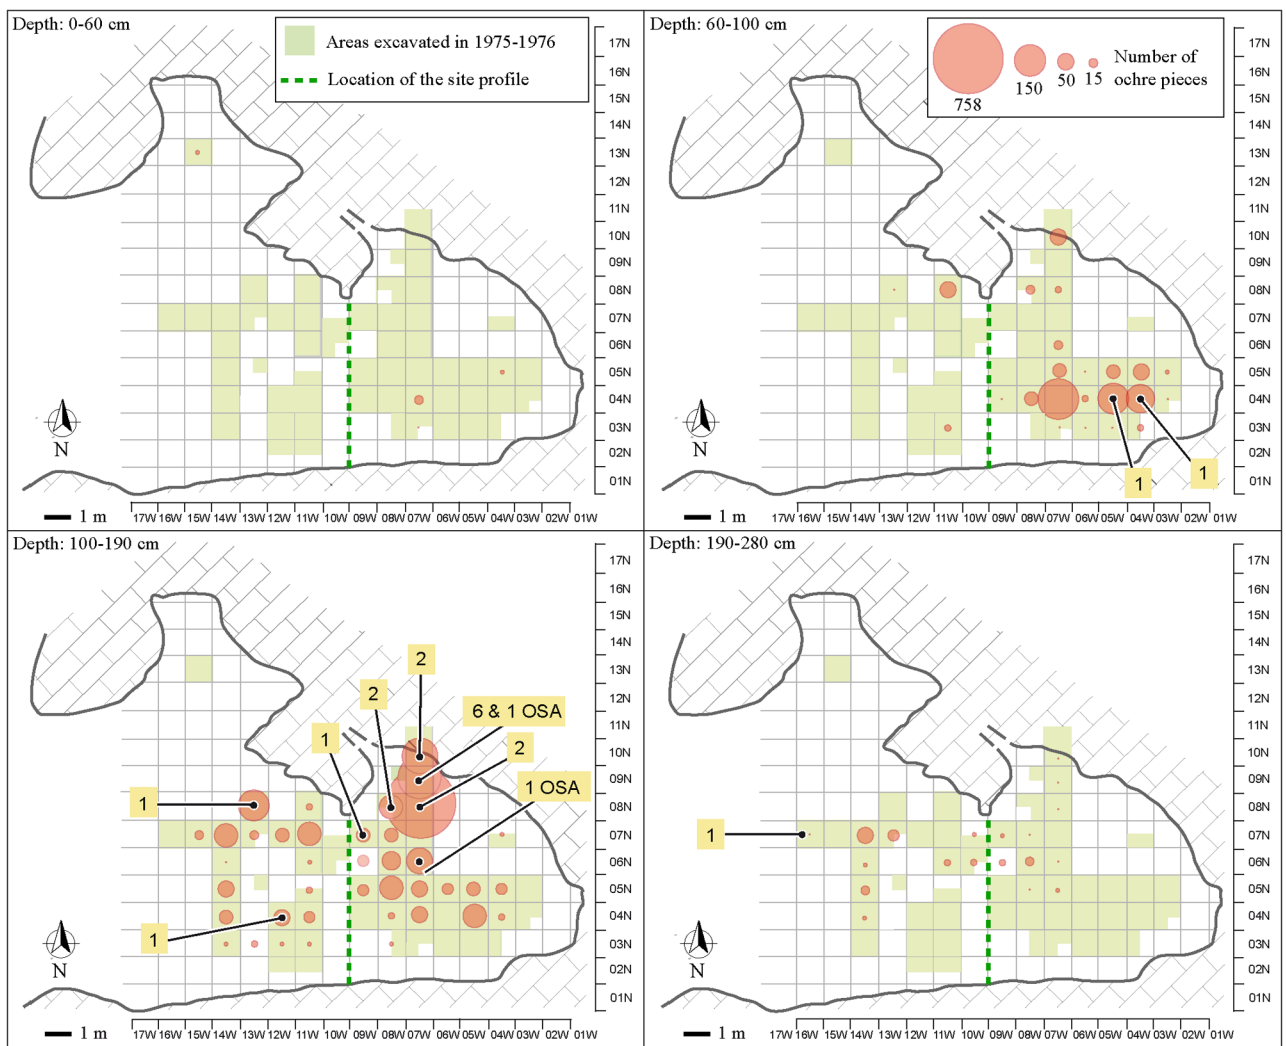 Depth: 0-60 cm
Areas excavated in 1975-1976
Location of the site profile
17N
16N
15N
14N
13N
12N
11N
10N
09N
08N
07N
06N
05N
04N
03N
02N
01N
N
1 m
17W 16W 15W 14W 13W 12W 11W 10W 09W 08W 07W 06W 05W 04W 03W 02W 01W
Depth: 60-100 cm
758
150
50
15
Number of
ochre pieces
17N
16N
15N
14N
13N
12N
11N
10N
09N
08N
07N
06N
05N
04N
03N
02N
01N
1
1
N
1 m
17W 16W 15W 14W 13W 12W 11W 10W 09W 08W 07W 06W 05W 04W 03W 02W 01W
Depth: 100-190 cm
2
2
6 & 1 OSA
1
2
1 OSA
1
1
17N
16N
15N
14N
13N
12N
11N
10N
09N
08N
07N
06N
05N
04N
03N
02N
01N
N
1 m
17W 16W 15W 14W 13W 12W 11W 10W 09W 08W 07W 06W 05W 04W 03W 02W 01W
Depth: 190-280 cm
1
17N
16N
15N
14N
13N
12N
11N
10N
09N
08N
07N
06N
05N
04N
03N
02N
01N
N
1 m
17W 16W 15W 14W 13W 12W 11W 10W 09W 08W 07W 06W 05W 04W 03W 02W 01W